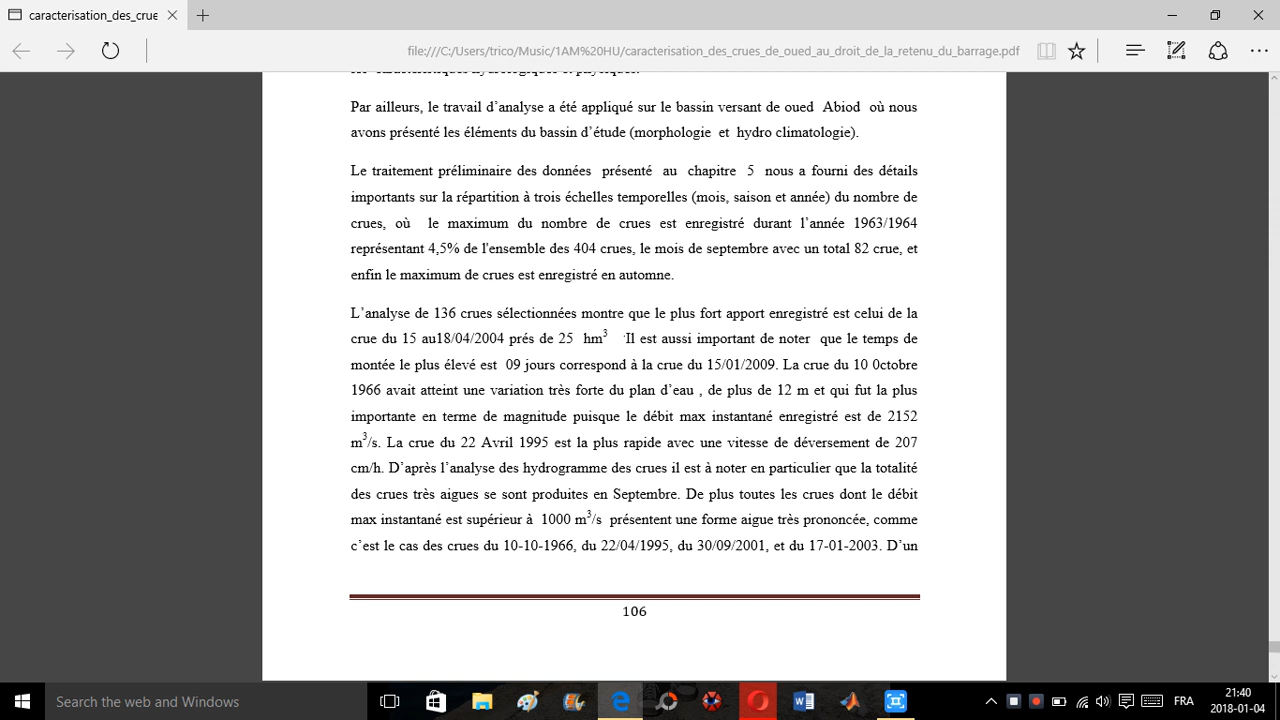 caracterisation_des_crue
file:///C:/Users/trico/Music/1AM%20HU/caracterisation_des_crues_de_oued_au_droit_de_la_retenu_du_barrage.pdf
Par ailleurs, le travail d’analyse a été appliqué sur le bassin versant de oued Abiod où nous
avons présenté les éléments du bassin d’étude (morphologie et hydro climatologie).
Le traitement préliminaire des données présenté au chapitre 5 nous a fourni des détails
importants sur la répartition à trois échelles temporelles (mois, saison et année) du nombre de
crues, où le maximum du nombre de crues est enregistré durant l’année 1963/1964
représentant 4,5% de l'ensemble des 404 crues, le mois de septembre avec un total 82 crue, et
enfin le maximum de crues est enregistré en automne.
L’analyse de 136 crues sélectionnées montre que le plus fort apport enregistré est celui de la
crue du 15 au18/04/2004 prés de 25 hm³ .Il est aussi important de noter que le temps de
montée le plus élevé est 09 jours correspond à la crue du 15/01/2009. La crue du 10 0ctobre
1966 avait atteint une variation très forte du plan d’eau , de plus de 12 m et qui fut la plus
importante en terme de magnitude puisque le débit max instantané enregistré est de 2152
m³/s. La crue du 22 Avril 1995 est la plus rapide avec une vitesse de déversement de 207
cm/h. D’après l’analyse des hydrogramme des crues il est à noter en particulier que la totalité
des crues très aigues se sont produites en Septembre. De plus toutes les crues dont le débit
max instantané est supérieur à 1000 m³/s présentent une forme aigue très prononcée, comme
c’est le cas des crues du 10-10-1966, du 22/04/1995, du 30/09/2001, et du 17-01-2003. D’un
106
Search the web and Windows
FRA
21:40
2018-01-04